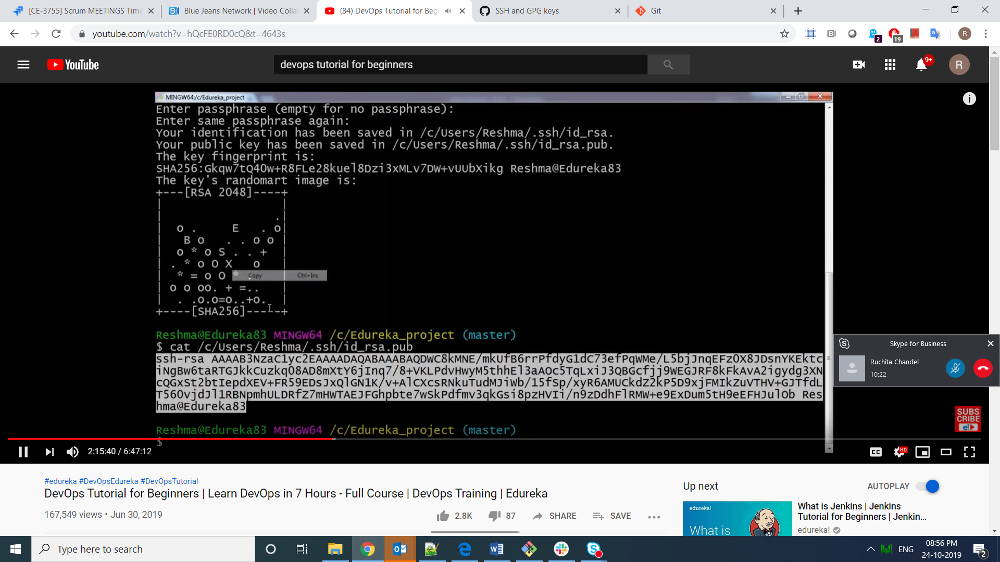 [CE-3755] Scrum MEETINGS Time
Blue Jeans Network | Video Colla
(84) DevOps Tutorial for Begi
SSH and GPG keys
Git
youtube.com/watch?v=hQcFE0RD0cQ&t=4643s
2
19
R
YouTube
devops tutorial for beginners
9+
R
MINGW64:/c/Edureka_project
Enter passphrase (empty for no passphrase):
Enter same passphrase again:
Your identification has been saved in /c/Users/Reshma/.ssh/id_rsa.
Your public key has been saved in /c/Users/Reshma/.ssh/id_rsa.pub.
The key fingerprint is:
SHA256:Gkqw7tQ4Ow+R8FLe28kuel8Dzi3xMLv7DW+vUUbXikg Reshma@Edureka83
The key's randomart image is:
+---[RSA 2048]----+
|                 |
|                .|
|  o .     E   . o|
|   B o   . . o o |
|  o * o S . . +  |
| . * o O X   o   |
|  * = o O * .    |
| o o oo. + =..   |
|  . .o.o=o..+o.  |
+----[SHA256]-----+
Copy Ctrl+Ins
Reshma@Edureka83 MINGW64 /c/Edureka_project (master)
$ cat /c/Users/Reshma/.ssh/id_rsa.pub
ssh-rsa AAAAB3NzaC1yc2EAAAADAQABAAABAQDWC8kMNE/mkUfB6rrPfdyG1dC73efPqWMe/L5bjJnqEFzOX8JDsnYKEktc
iNgBw6taRTGJkkCuzkq08AD8mXtY6jInq7/8+VKLPdvHwyM5thhEl3aAOc5TqLxiJ3QBGcfjj9WEGJRF8kFkAvA2igydg3XN
cQGxSt2btIepdXEV+FR59EDsJxQlGN1K/v+AlCXcsRNkuTudMJiWb/15fSp/xyR6AMUCkdZ2kP5D9xjFMIkZuVTHV+GJTfdL
T560vjdJl1RBNpmhULDRfZ7mHWTAEJFGhpbte7wSkPdfmv3qkGsi8pzHVIi/n9zDdhFlRMW+e9ExDum5tH9eEFHJulOb Res
hma@Edureka83
Reshma@Edureka83 MINGW64 /c/Edureka_project (master)
$
Skype for Business
Ruchita Chandel
10:22
SUBS
CRIBE
e!
2:15:40 / 6:47:12
CC
HD
#edureka #DevOpsEdureka #DevOpsTutorial
DevOps Tutorial for Beginners | Learn DevOps in 7 Hours - Full Course | DevOps Training | Edureka
167,549 views • Jun 30, 2019
2.8K
87
SHARE
SAVE
Up next
AUTOPLAY
edureka!
What is
What is Jenkins | Jenkins
Tutorial for Beginners | Jenkin...
edureka!
Type here to search
ENG
08:56 PM
24-10-2019
2